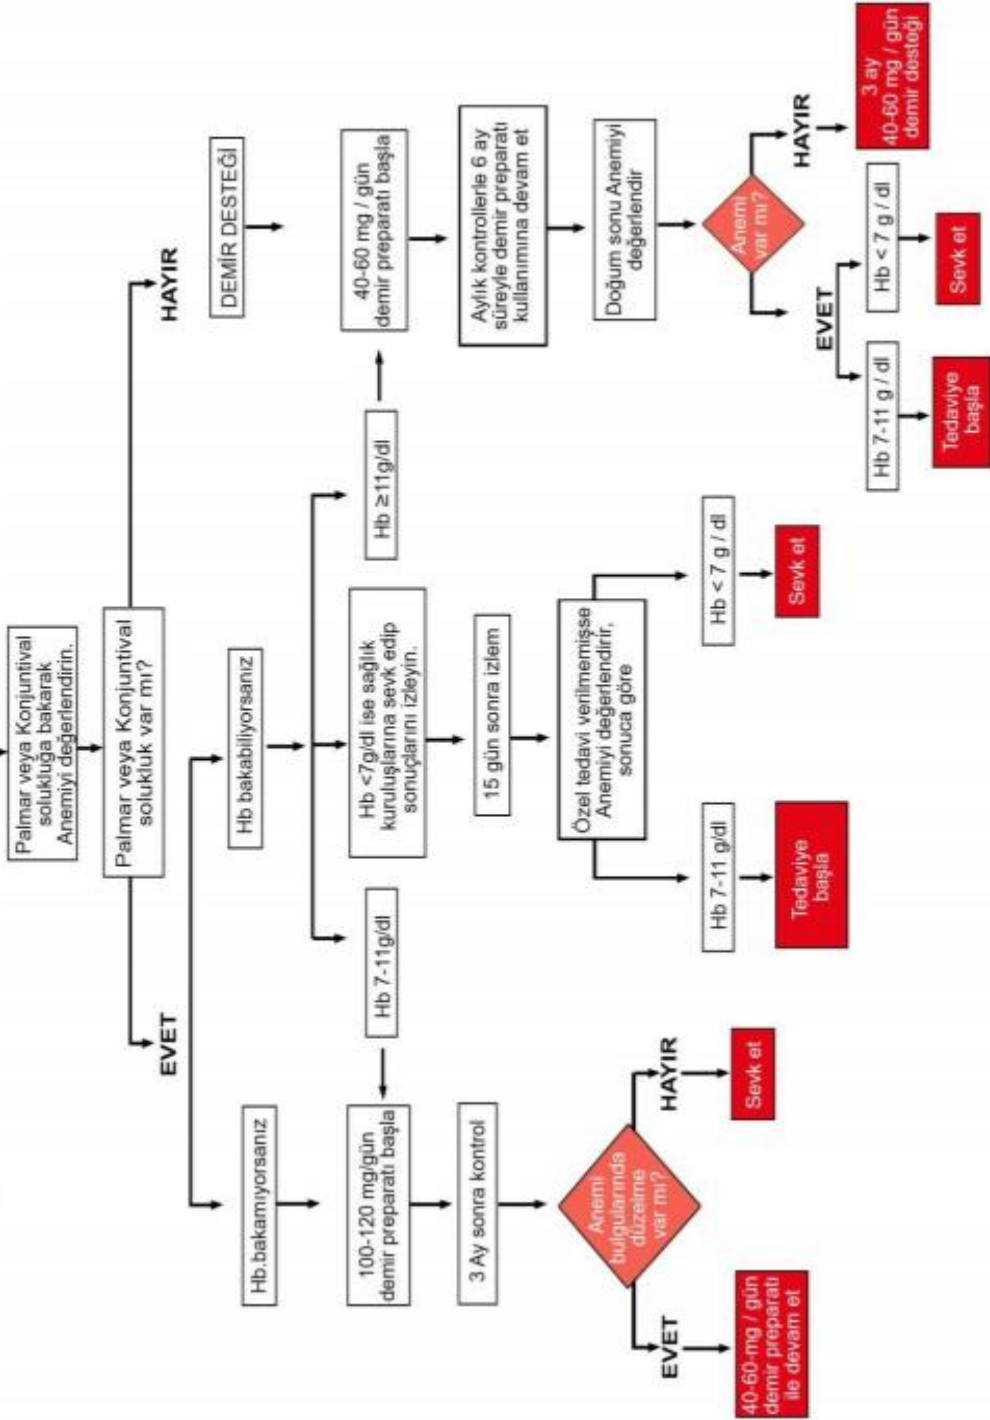 Palmar veya Konjuntival
solukluğa bakarak
Anemiyi değerlendirin.
Palmar veya Konjuntival
solukluk var mı?
EVET
HAYIR
Hb.bakamıyorsanız
Hb bakabiliyorsanız
DEMİR DESTEĞİ
100-120 mg/gün
demir preparatı başla
Hb 7-11g/dl
Hb <7g/dl ise sağlık
kuruluşlarına sevk edip
sonuçlarını izleyin.
Hb ≥11g/dl
40-60 mg / gün
demir preparatı başla
3 Ay sonra kontrol
15 gün sonra izlem
Aylık kontrollerle 6 ay
süreyle demir preparatı
kullanımına devam et
Anemi
bulgularında
düzelme
var mı?
Özel tedavi verilmemişse
Anemiyi değerlendirir,
sonuca göre
Doğum sonu Anemiyi
değerlendir
EVET
HAYIR
Hb 7-11 g/dl
Hb < 7 g / dl
Anemi
var mı?
40-60-mg / gün
demir preparatı
ile devam et
Sevk et
Tedaviye
başla
Sevk et
EVET
HAYIR
Hb 7-11 g / dl
Hb < 7 g / dl
3 ay
40-60 mg / gün
demir desteği
Tedaviye
başla
Sevk et